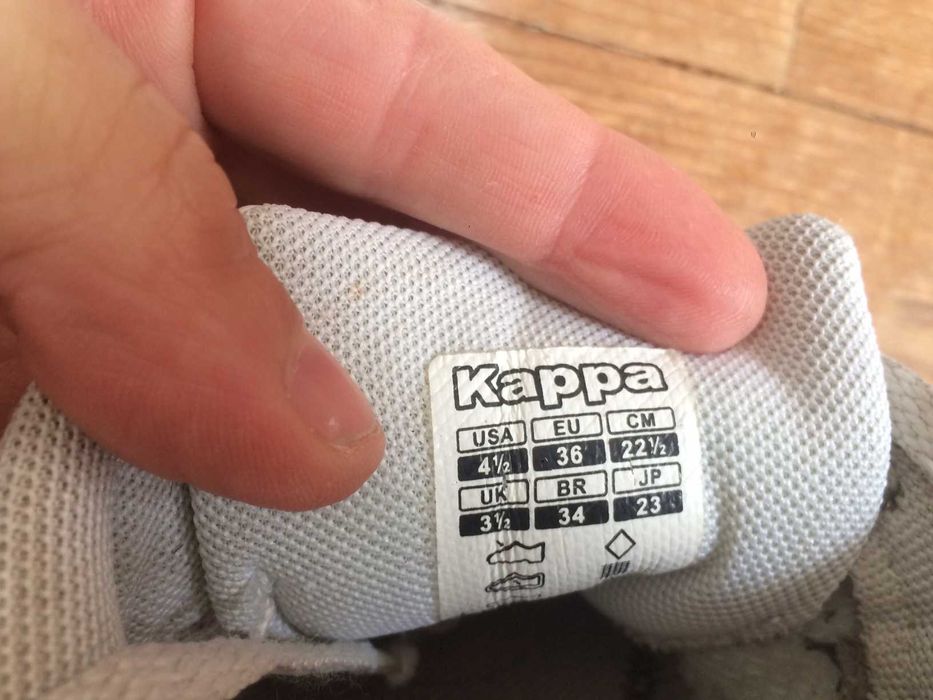 Kappa
USA EU CM
4½ 36 22½
UK BR JP
3½ 34 23